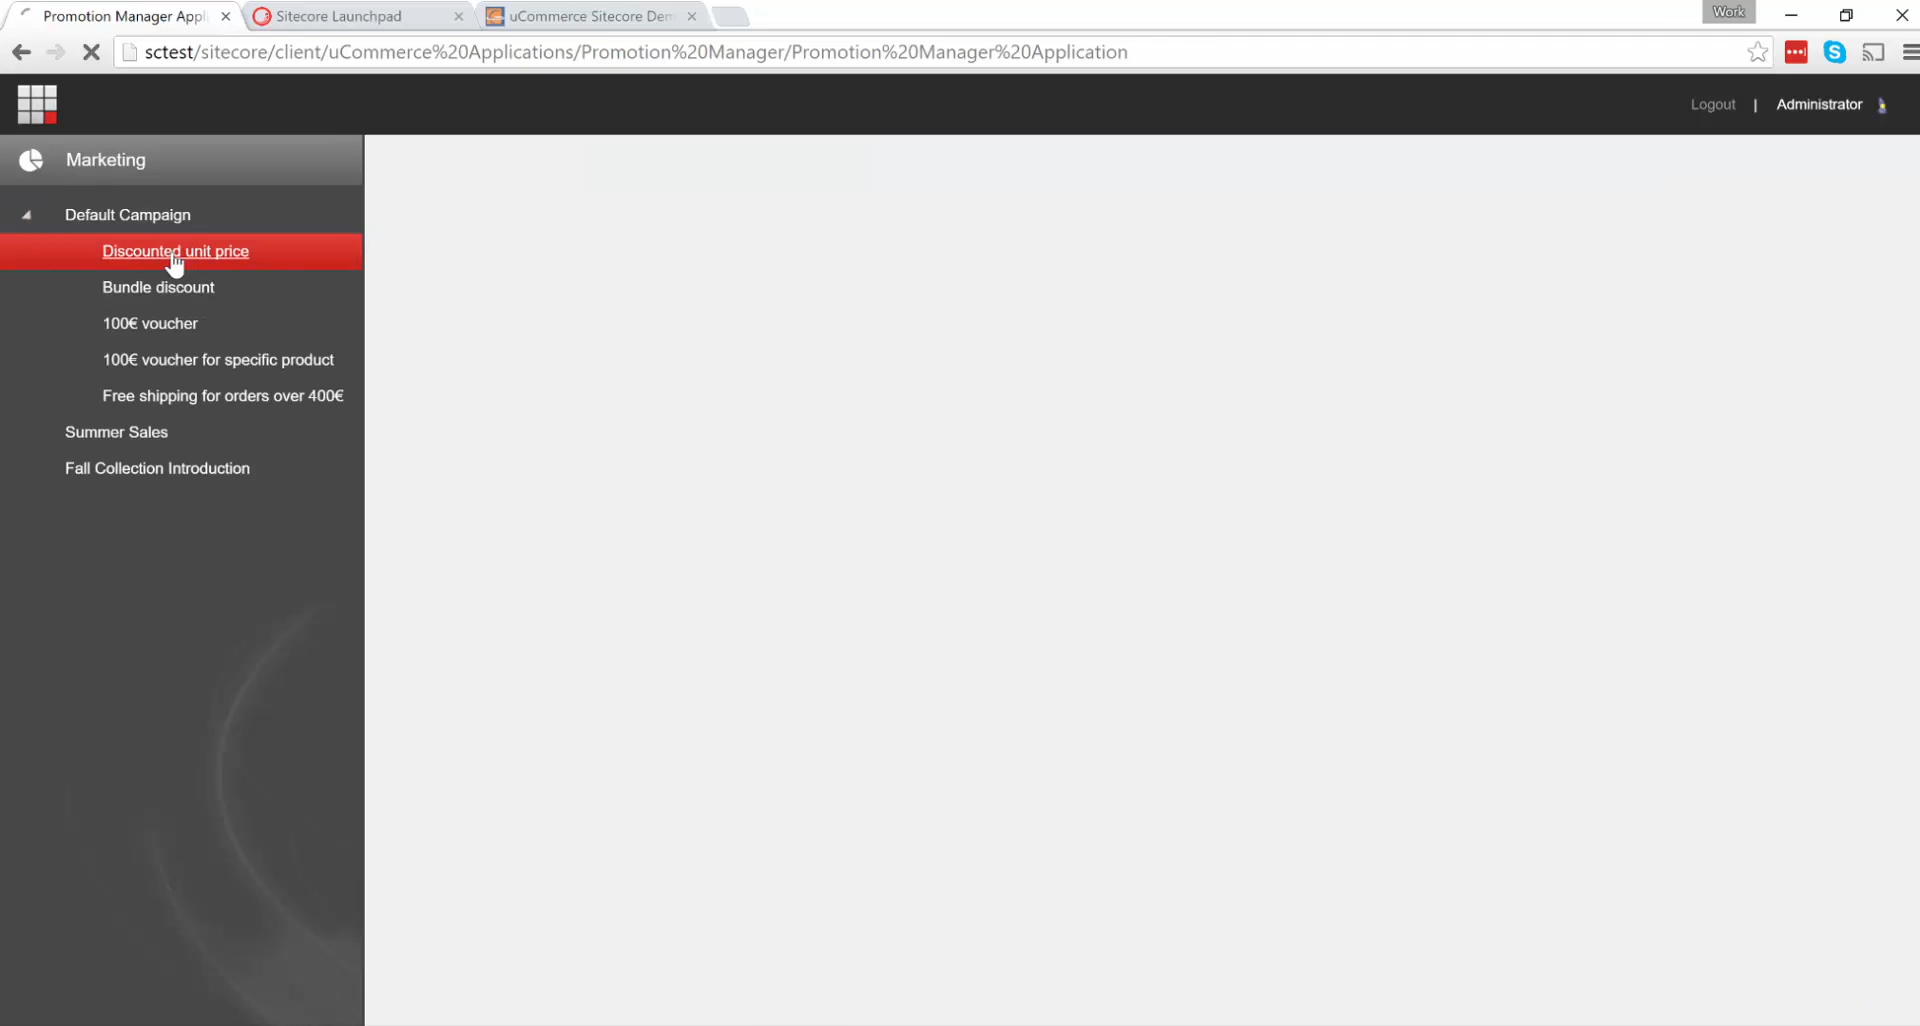 Promotion Manager Appl
Sitecore Launchpad
uCommerce Sitecore Dem
Work
sctest/sitecore/client/uCommerce%20Applications/Promotion%20Manager/Promotion%20Manager%20Application
Logout | Administrator
Marketing
Default Campaign
Discounted unit price
Bundle discount
100€ voucher
100€ voucher for specific product
Free shipping for orders over 400€
Summer Sales
Fall Collection Introduction